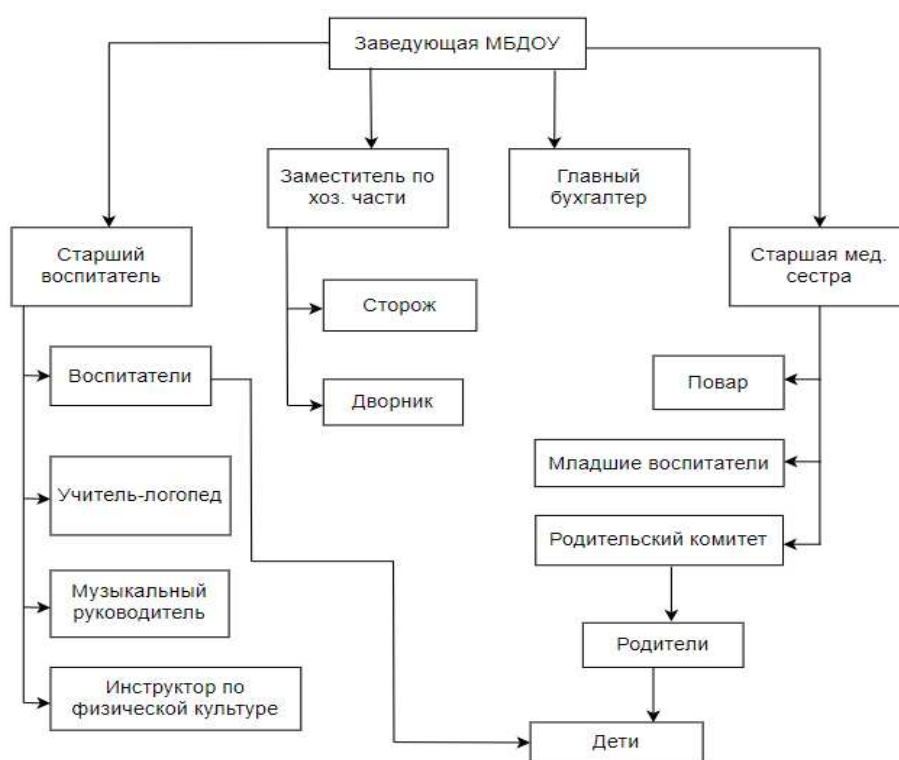 Заведующая МБДОУ
Заместитель по
хоз. части
Главный
бухгалтер
Старший
воспитатель
Старшая мед.
сестра
Сторож
Воспитатели
Повар
Дворник
Младшие воспитатели
Учитель-логопед
Родительский комитет
Музыкальный
руководитель
Родители
Инструктор по
физической культуре
Дети